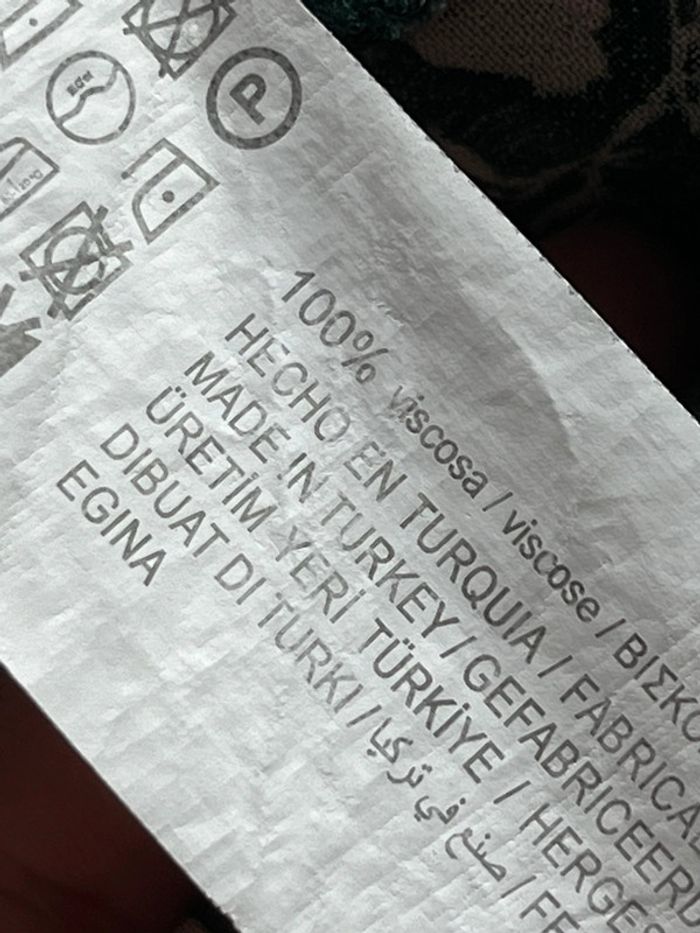 P
100% viscosa / viscose / ΒΙΣΚΟ
HECHO EN TURQUIA / FABRICA
MADE IN TURKEY / GEFABRICEERD
ÜRETİM YERİ TÜRKİYE / HERGES
DIBUAT DI TURKI / صنع في تركيا / FE
EGINA